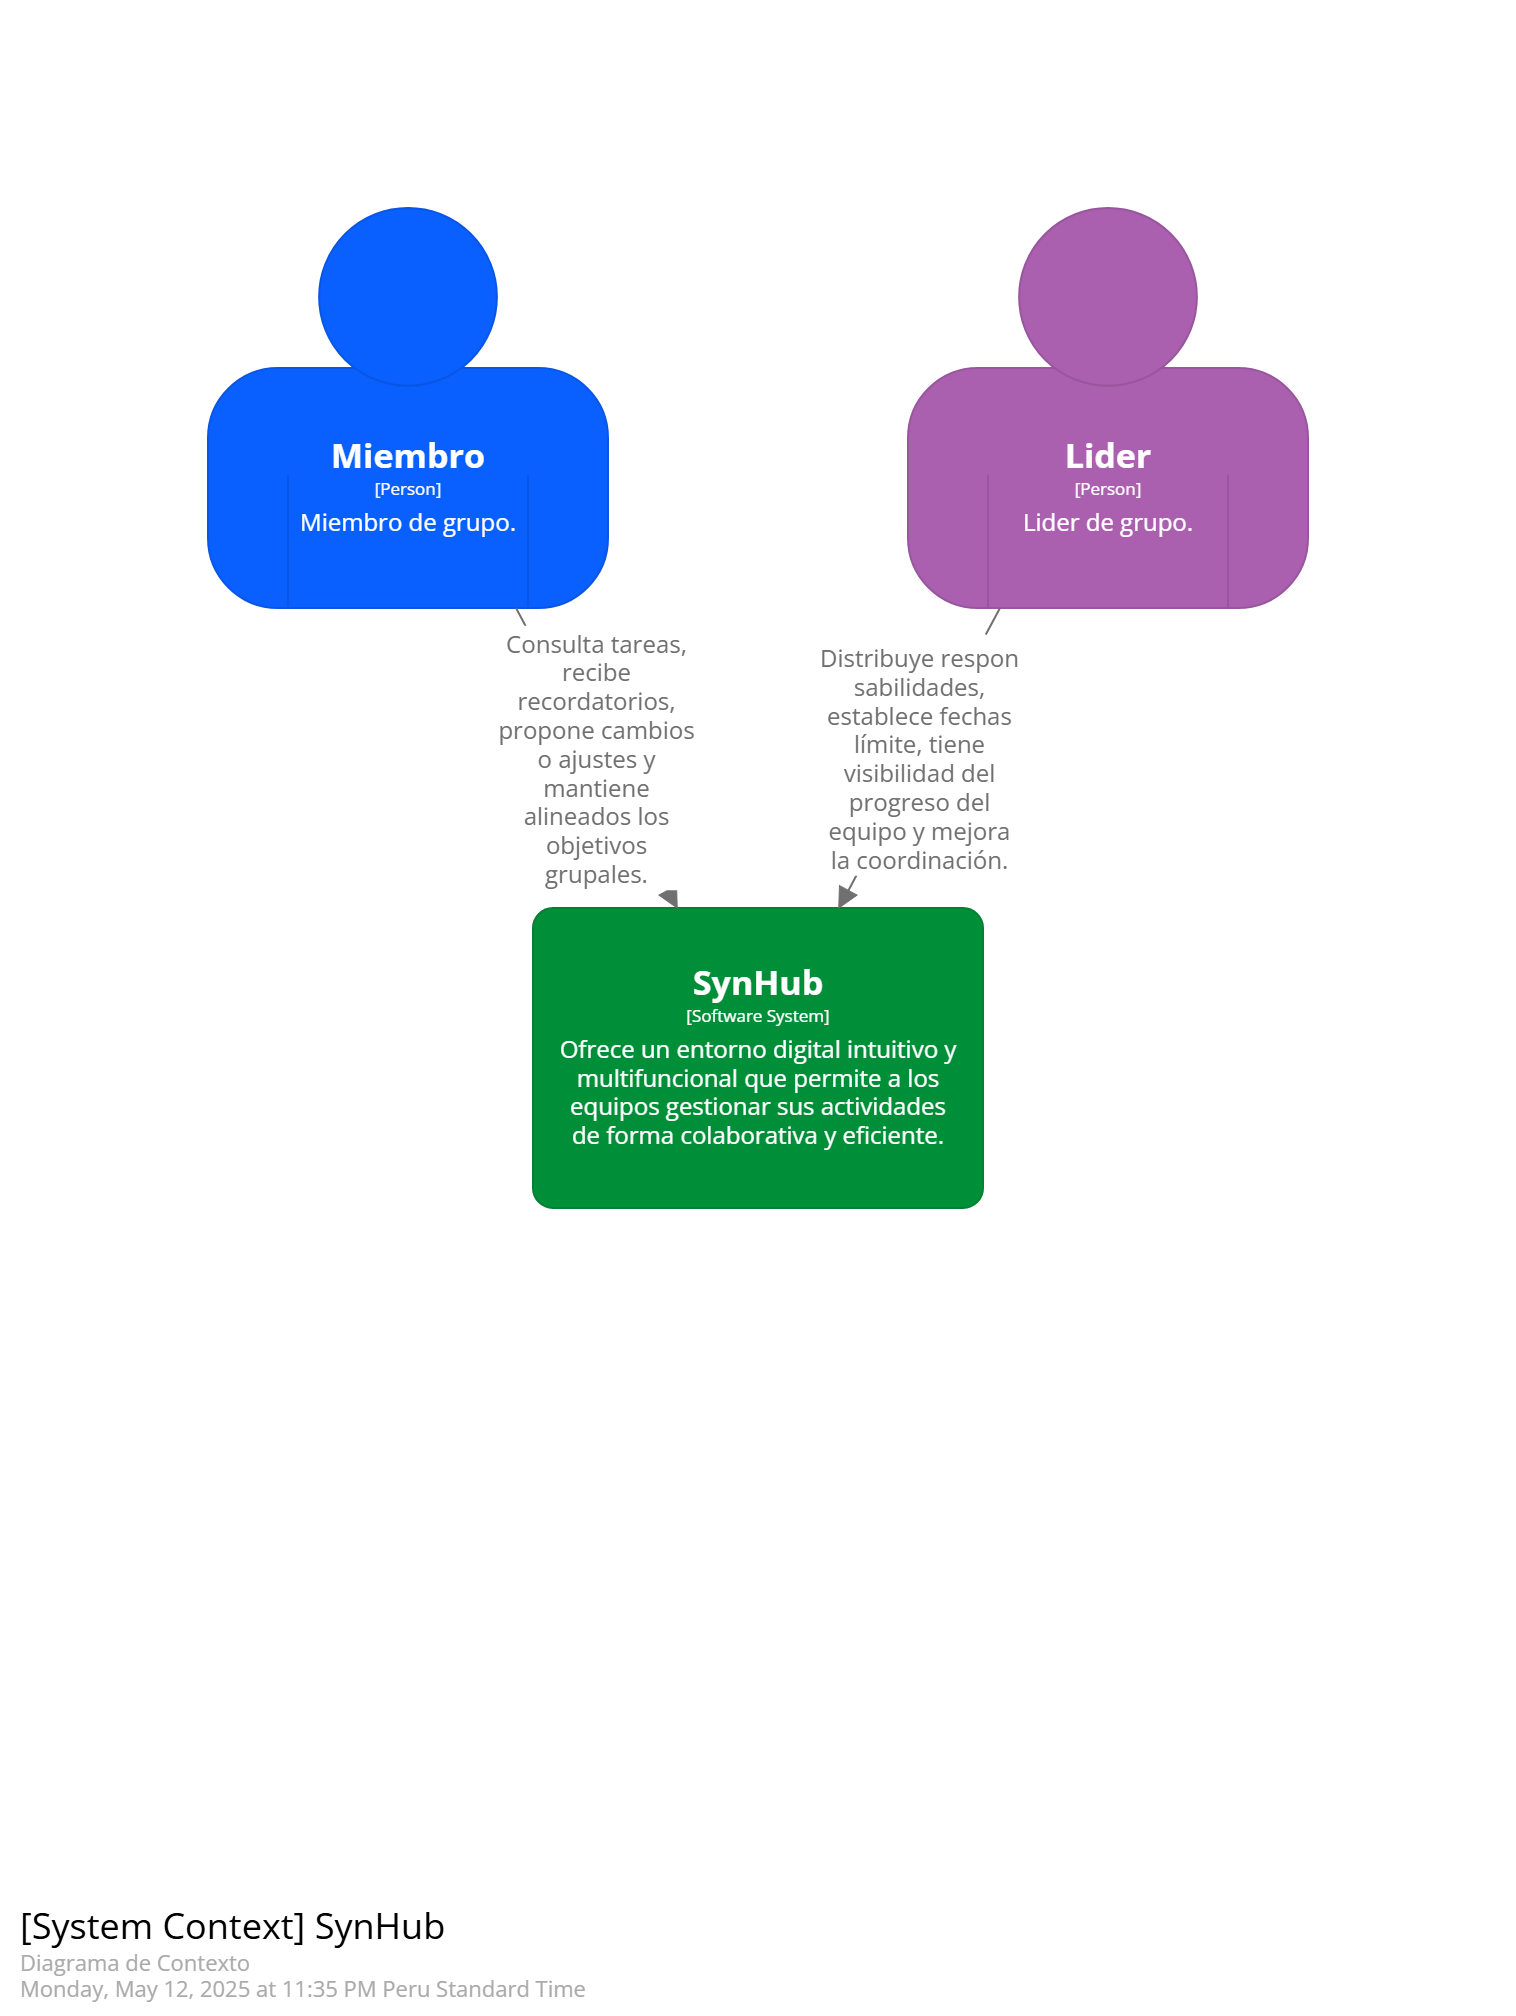 Miembro
[Person]
Miembro de grupo.
Lider
[Person]
Lider de grupo.
Consulta tareas,
recibe
recordatorios,
propone cambios
o ajustes y
mantiene
alineados los
objetivos
grupales.
Distribuye respon
sabilidades,
establece fechas
límite, tiene
visibilidad del
progreso del
equipo y mejora
la coordinación.
SynHub
[Software System]
Ofrece un entorno digital intuitivo y
multifuncional que permite a los
equipos gestionar sus actividades
de forma colaborativa y eficiente.
[System Context] SynHub
Diagrama de Contexto
Monday, May 12, 2025 at 11:35 PM Peru Standard Time